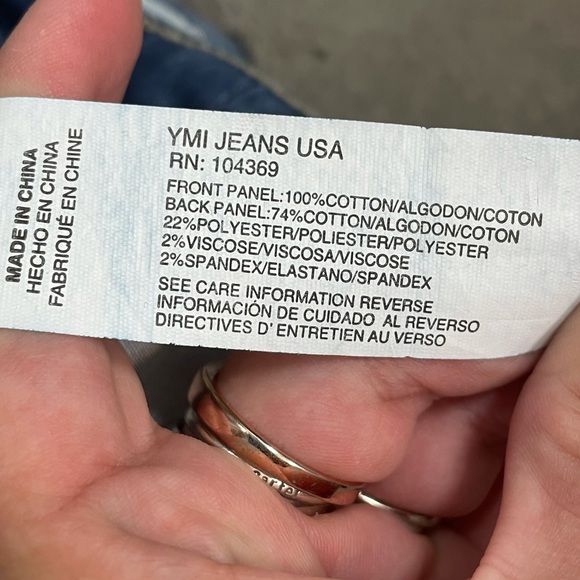 MADE IN CHINA
HECHO EN CHINA
FABRIQUÉ EN CHINE
YMI JEANS USA
RN: 104369
FRONT PANEL:100%COTTON/ALGODON/COTON
BACK PANEL:74%COTTON/ALGODON/COTON
22%POLYESTER/POLIESTER/POLYESTER
2%VISCOSE/VISCOSA/VISCOSE
2%SPANDEX/ELASTANO/SPANDEX
SEE CARE INFORMATION REVERSE
INFORMACIÓN DE CUIDADO AL REVERSO
DIRECTIVES D' ENTRETIEN AU VERSO